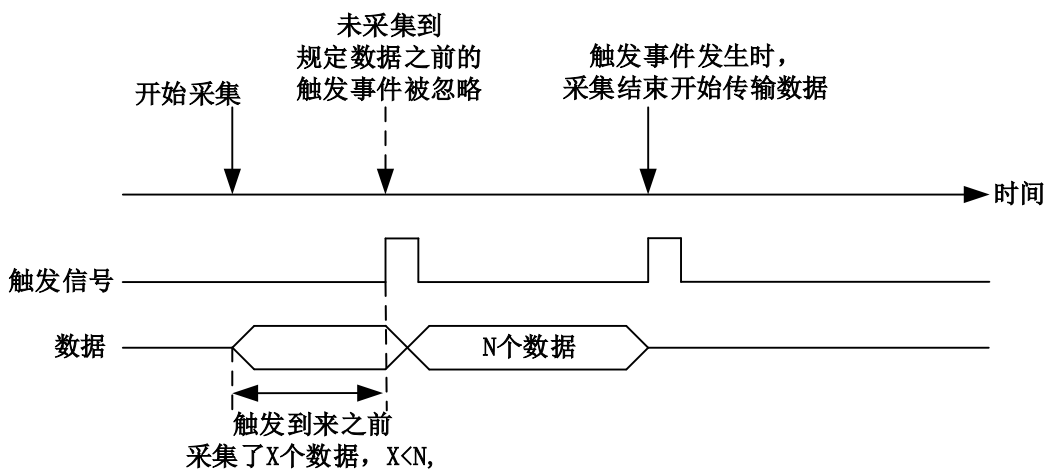 未采集到
规定数据之前的
触发事件被忽略
触发事件发生时，
采集结束开始传输数据
开始采集
时间
触发信号
数据
N个数据
触发到来之前
采集了X个数据，X<N,